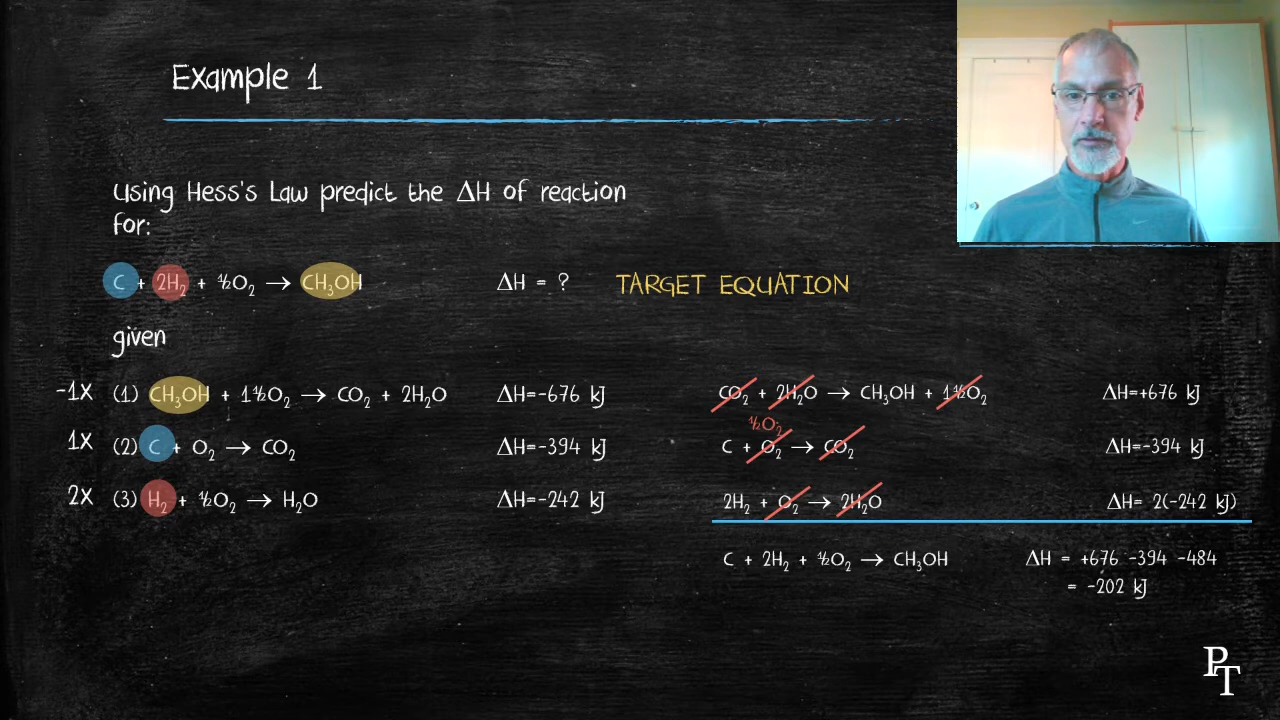 Example 1
Using Hess's Law predict the ΔH of reaction
for:
C + 2H₂ + ½O₂ → CH₃OH ΔH = ? TARGET EQUATION
given
-1X (1) CH₃OH + 1½O₂ → CO₂ + 2H₂O ΔH=-676 kJ CO₂ + 2H₂O → CH₃OH + 1½O₂ ΔH=+676 kJ
½O₂
1X (2) C + O₂ → CO₂ ΔH=-394 kJ C + O₂ → CO₂ ΔH=-394 kJ
2X (3) H₂ + ½O₂ → H₂O ΔH=-242 kJ 2H₂ + O₂ → 2H₂O ΔH= 2(-242 kJ)
C + 2H₂ + ½O₂ → CH₃OH ΔH = +676 -394 -484
= -202 kJ
PT